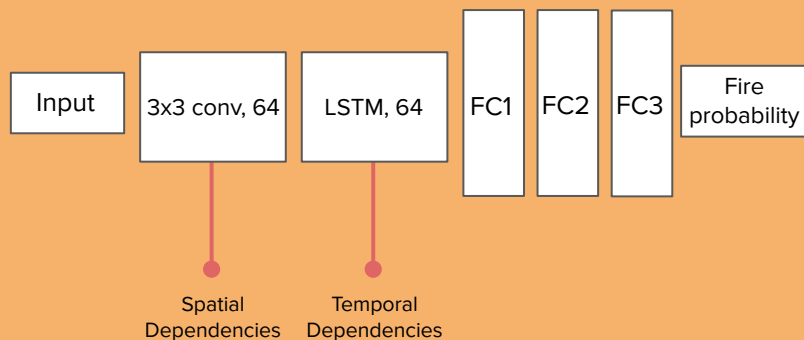 Input
3x3 conv, 64
LSTM, 64
FC1
FC2
FC3
Fire
probability
Spatial
Dependencies
Temporal
Dependencies